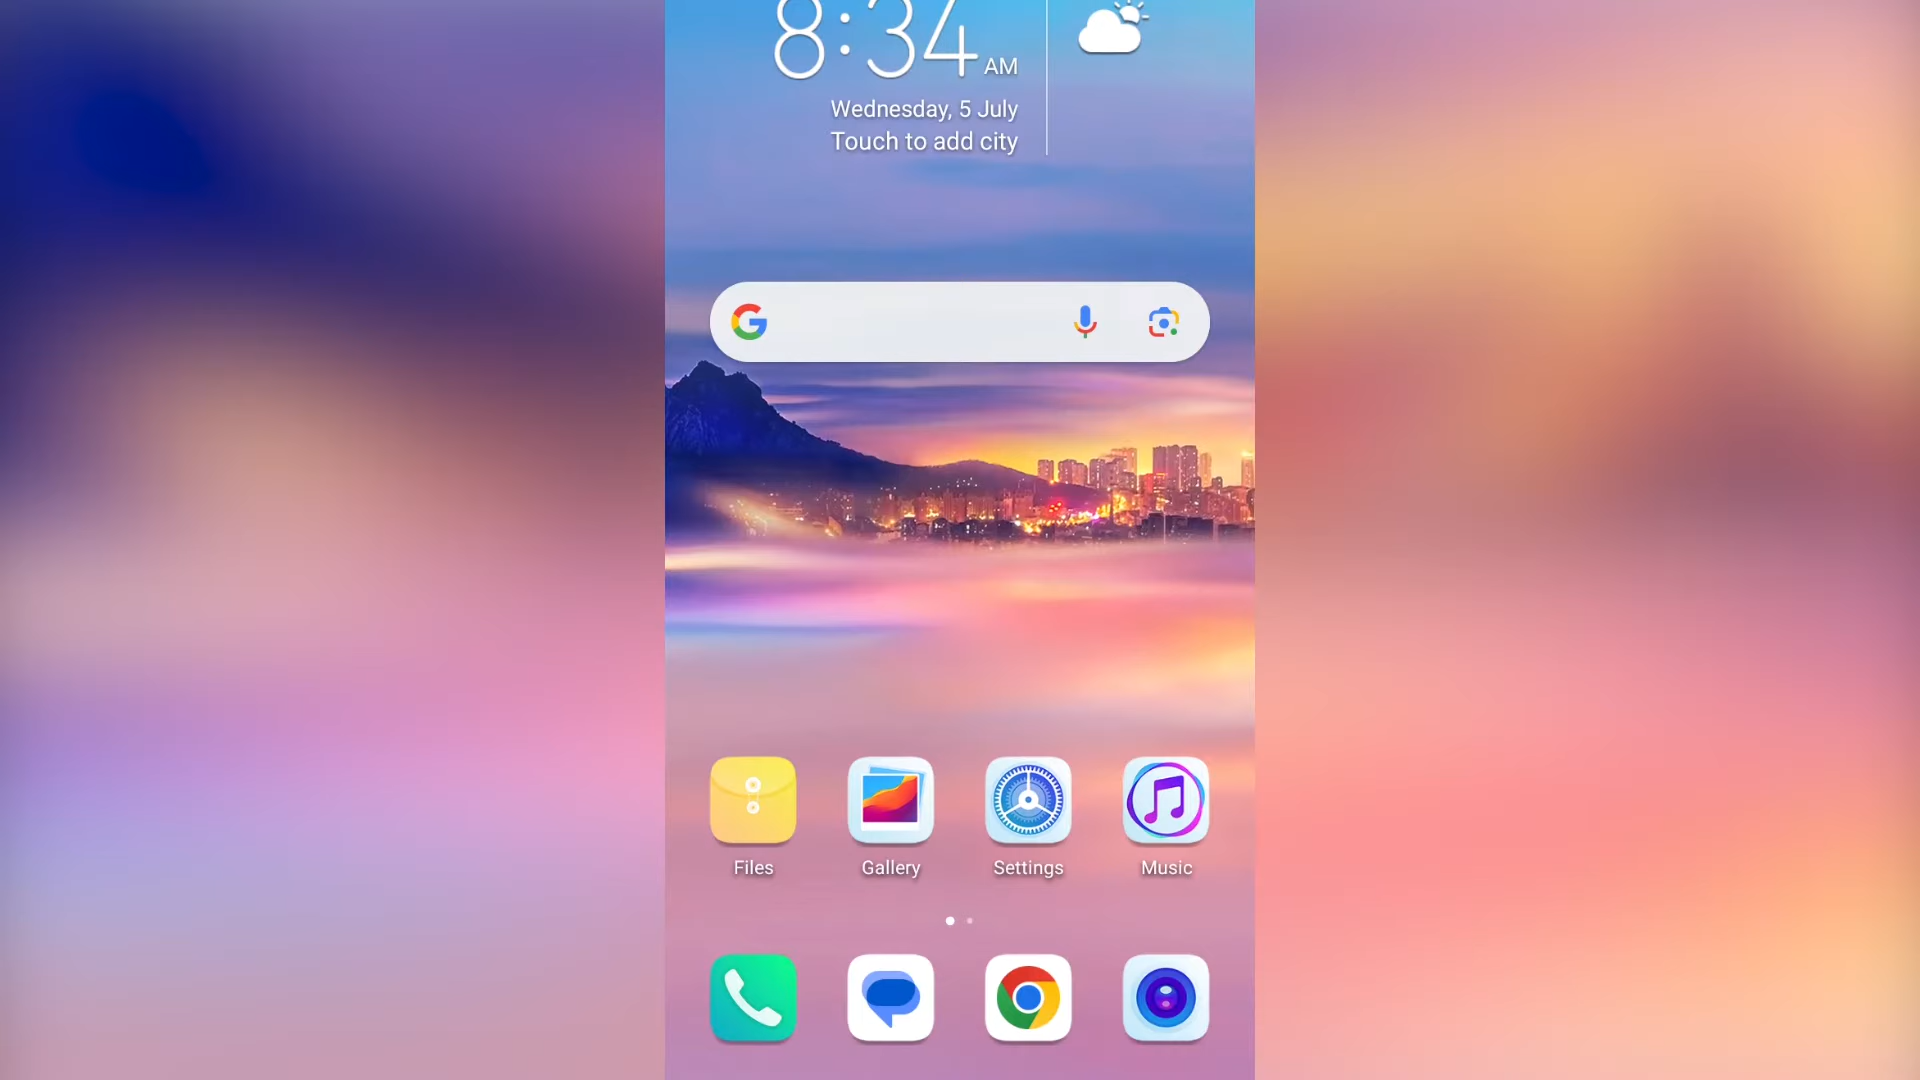 8:34 AM
Wednesday, 5 July
Touch to add city
Files
Gallery
Settings
Music